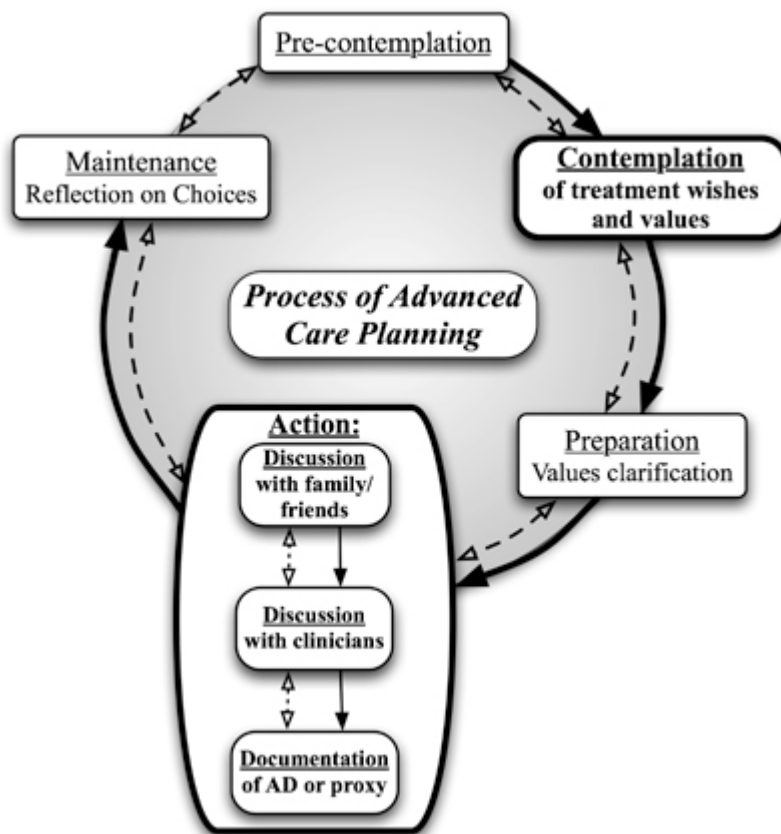 Pre-contemplation
Contemplation
of treatment wishes
and values
Maintenance
Reflection on Choices
Process of Advanced
Care Planning
Preparation
Values clarification
Action:
Discussion
with family/
friends
Discussion
with clinicians
Documentation
of AD or proxy